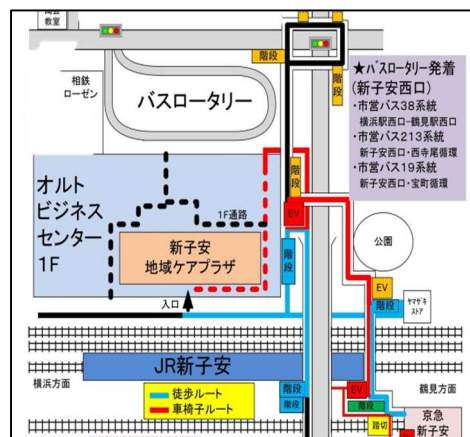 教室
階段
階段
相鉄
ローゼン
バスロータリー
★バスロータリー発着
(新子安西口)
・市営バス38系統
横浜駅西口-鶴見駅西口
・市営バス213系統
新子安西口・西寺尾循環
・市営バス19系統
新子安西口・宝町循環
オルト
ビジネス
センター
1F
階段
1F通路
EV
新子安
地域ケアプラザ
公園
階段
入口
EV
階段
ヤマザキ
ストア
JR新子安
横浜方面
鶴見方面
徒歩ルート
車椅子ルート
階段
階段
EV
階段
踏切
京急
新子安